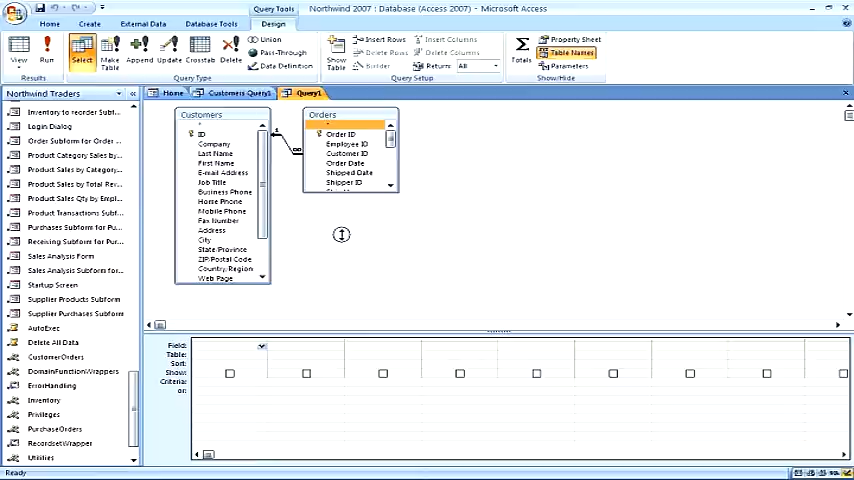 Query Tools
Northwind 2007 : Database (Access 2007) - Microsoft Access
Home
Create
External Data
Database Tools
Design
View
Run
Select
Make Table
Append
Update
Crosstab
Delete
Union
Pass-Through
Data Definition
Show Table
Insert Rows
Delete Rows
Builder
Insert Columns
Delete Columns
Return: All
Totals
Property Sheet
Table Names
Parameters
Results
Query Type
Query Setup
Show/Hide
Northwind Traders
Home
Customers Query1
Query1
Inventory to reorder Subf...
Login Dialog
Order Subform for Order ...
Product Category Sales by...
Product Sales by Category...
Product Sales by Total Rev...
Product Sales Qty by Empl...
Product Transactions Subf...
Purchases Subform for Pu...
Receiving Subform for Pur...
Sales Analysis Form
Sales Analysis Subform for...
Startup Screen
Supplier Products Subform
Supplier Purchases Subform
AutoExec
Delete All Data
CustomerOrders
DomainFunctionWrappers
ErrorHandling
Inventory
Privileges
PurchaseOrders
RecordsetWrapper
Utilities
Customers
*
ID
Company
Last Name
First Name
E-mail Address
Job Title
Business Phone
Home Phone
Mobile Phone
Fax Number
Address
City
State/Province
ZIP/Postal Code
Country/Region
Web Page
1
∞
Orders
*
Order ID
Employee ID
Customer ID
Order Date
Shipped Date
Shipper ID
Field:
Table:
Sort:
Show:
Criteria:
or:
Ready